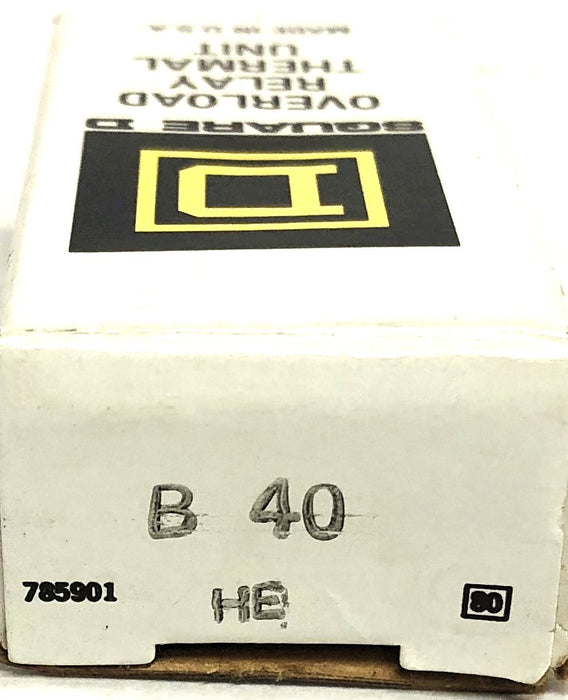 MADE IN U.S.A
OVERLOAD
RELAY
THERMAL
UNIT
SQUARE D
D
B 40
785901 HE 80